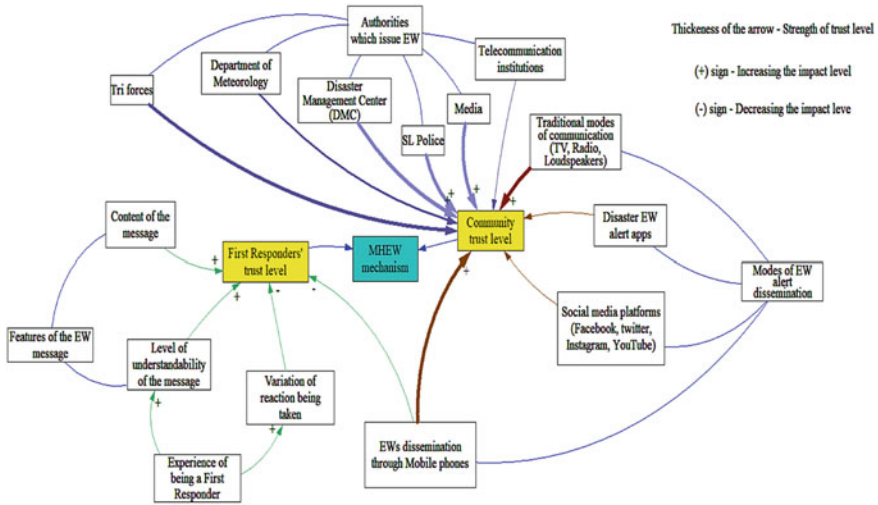 Authorities
which issue EW
Thickness of the arrow - Strength of trust level
(+) sign - Increasing the impact level
(-) sign - Decreasing the impact leve
Telecommunication
institutions
Department of
Meteorology
Tri forces
Disaster
Management Center
(DMC)
SL Police
Media
Traditional modes
of communication
(TV, Radio,
Loudspeakers)
+
+
+
+
Content of the
message
Community
trust level
Disaster EW
alert apps
First Responders'
trust level
MHEW
mechanism
Modes of EW
alert
dissemination
+
+
-
-
+
Social media platforms
(Facebook, twitter,
Instagram, YouTube)
Features of the EW
message
Level of
understandability
of the message
Variation of
reaction being
taken
+
+
EWs dissemination
through Mobile phones
Experience of
being a First
Responder